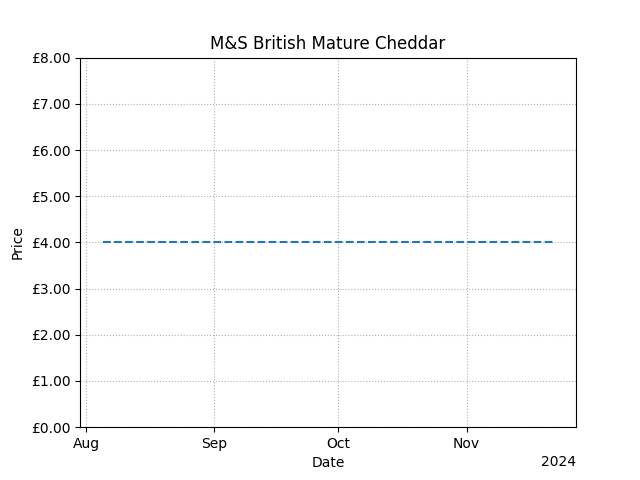 M&S British Mature Cheddar
£8.00
£7.00
£6.00
£5.00
£4.00
£3.00
£2.00
£1.00
£0.00
Price
Aug Sep Oct Nov
Date
2024